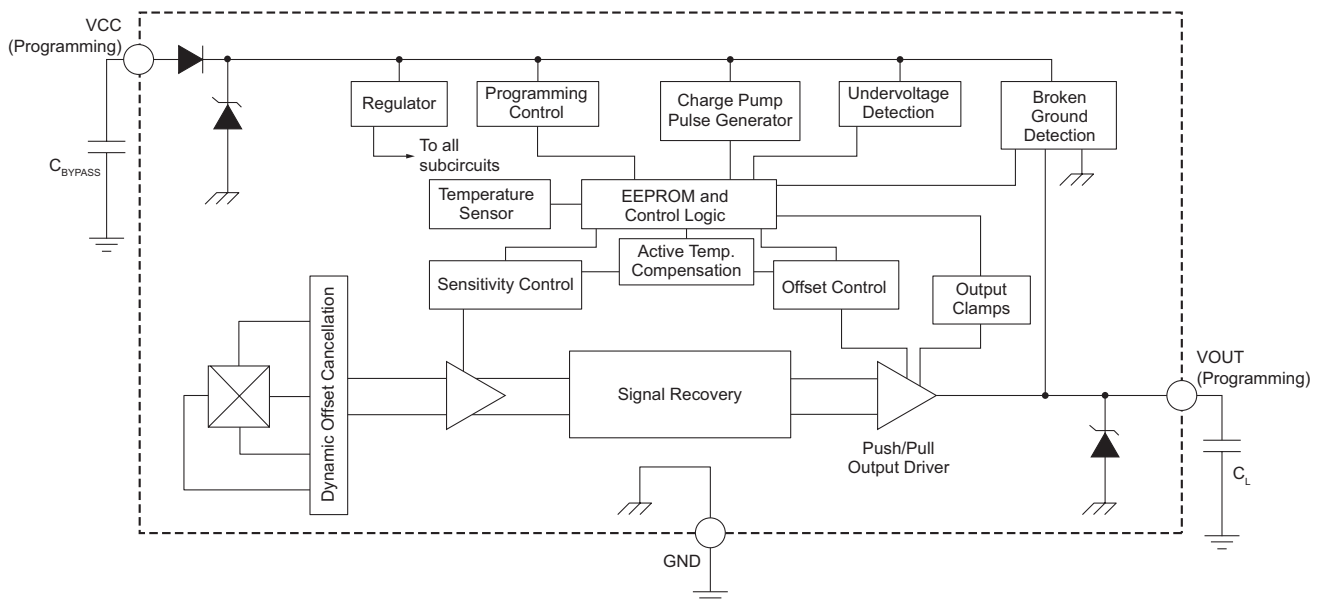 VCC
(Programming)
Regulator
Programming
Control
Charge Pump
Pulse Generator
Undervoltage
Detection
Broken
Ground
Detection
To all
subcircuits
C_BYPASS
Temperature
Sensor
EEPROM and
Control Logic
Active Temp.
Compensation
Sensitivity Control
Offset Control
Output
Clamps
Dynamic Offset Cancellation
Signal Recovery
VOUT
(Programming)
Push/Pull
Output Driver
C_L
GND